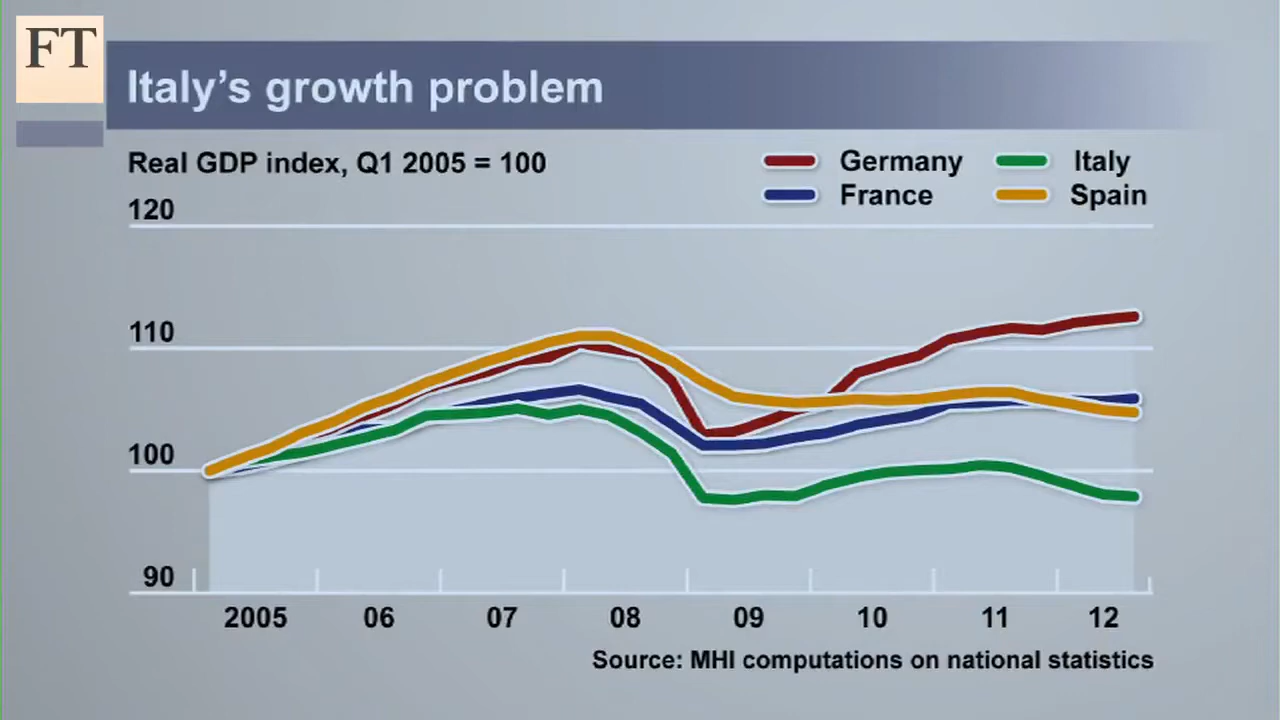 FT
Italy's growth problem
Real GDP index, Q1 2005 = 100
Germany
Italy
France
Spain
120
110
100
90
2005 06 07 08 09 10 11 12
Source: MHI computations on national statistics